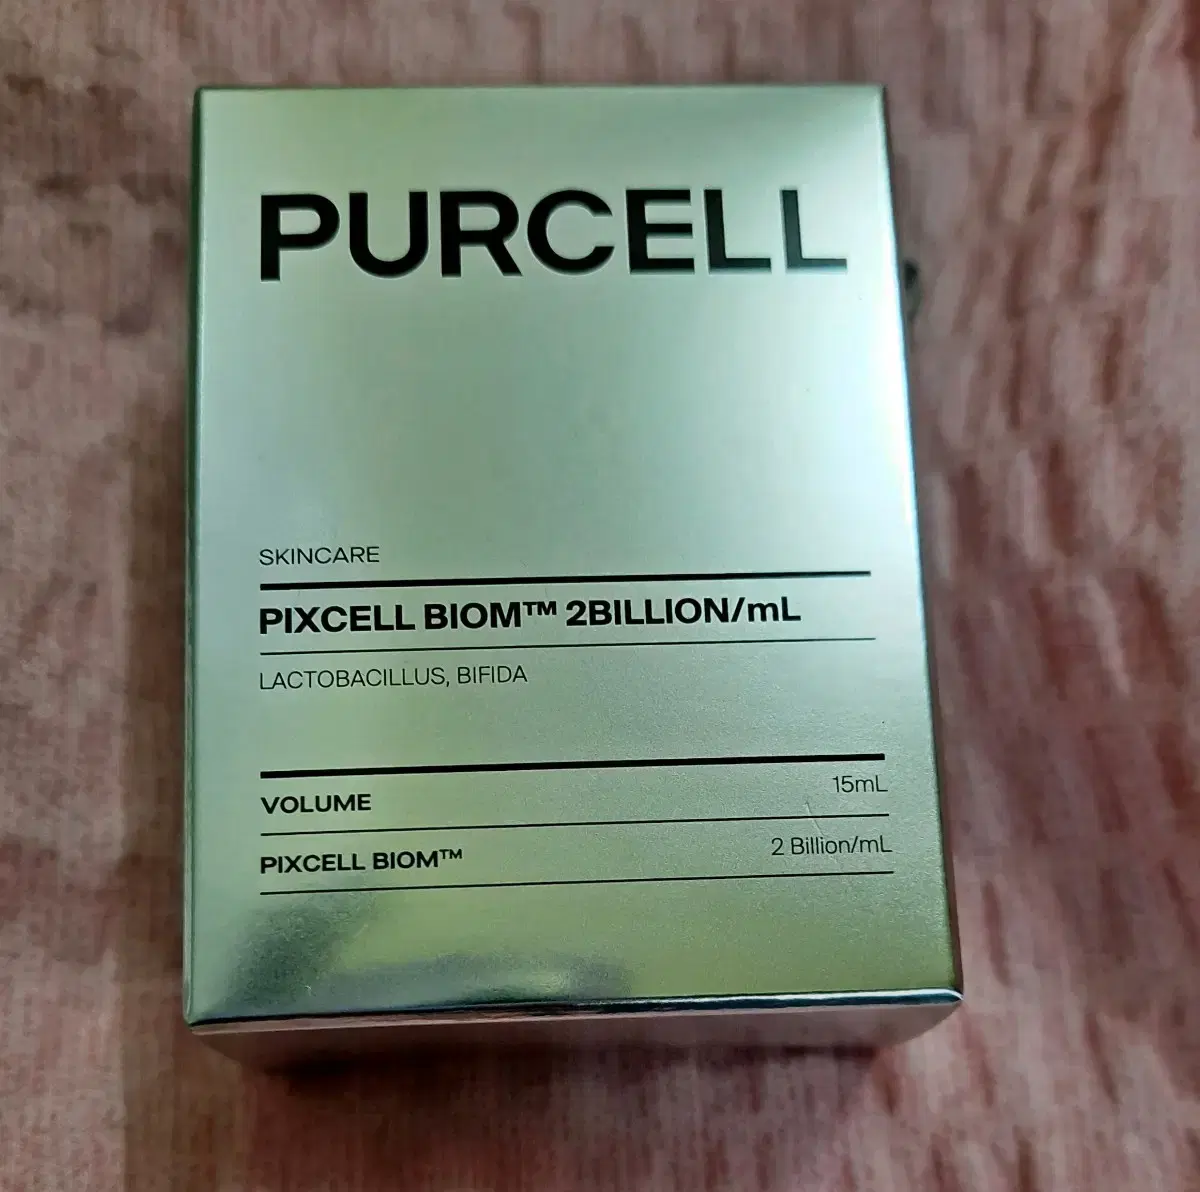 PURCELL
SKINCARE
PIXCELL BIOM™ 2BILLION/mL
LACTOBACILLUS, BIFIDA
VOLUME 15mL
PIXCELL BIOM™ 2 Billion/mL